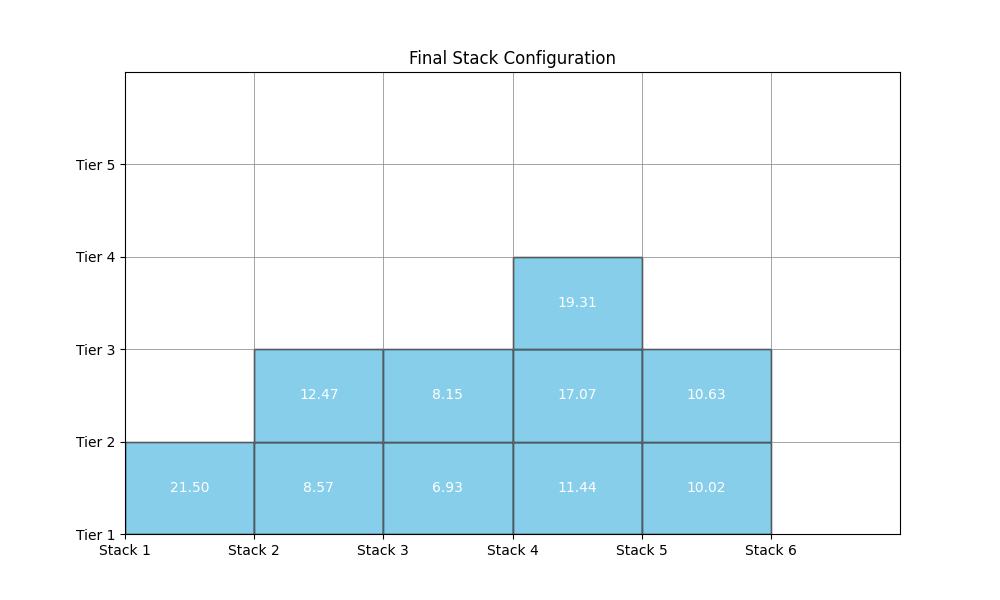 Final Stack Configuration
Tier 5
Tier 4
19.31
Tier 3
12.47 8.15 17.07 10.63
Tier 2
21.50 8.57 6.93 11.44 10.02
Tier 1
Stack 1 Stack 2 Stack 3 Stack 4 Stack 5 Stack 6